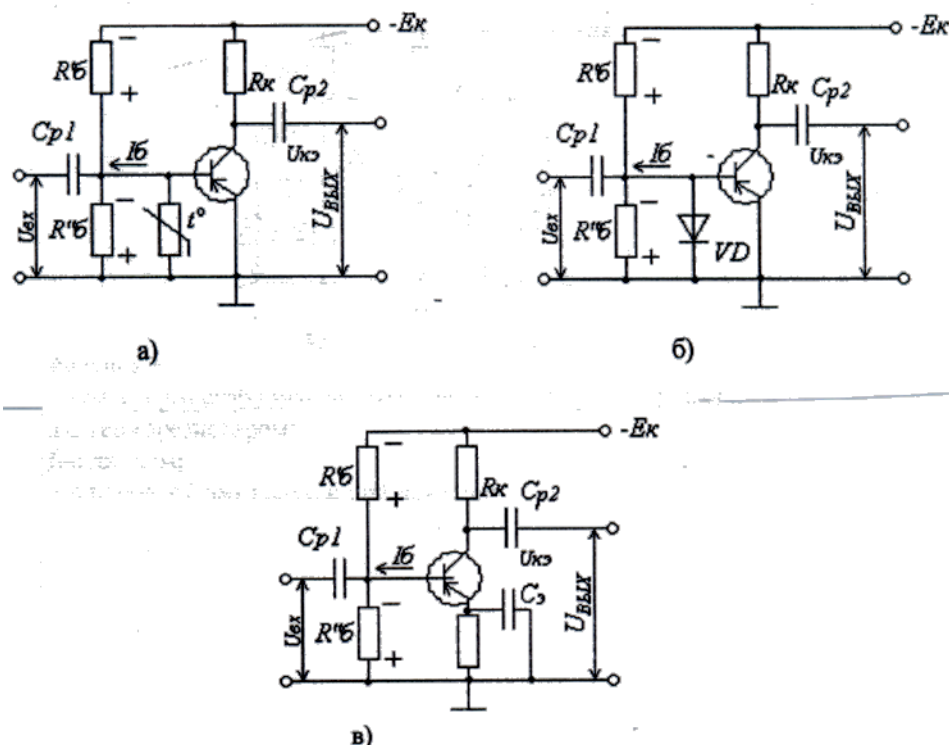 -Eк
R'б
Rк
Cр2
Cр1
Iб
Uкэ
Uвх
R"б
t°
UВЫХ
а)
-Eк
R'б
Rк
Cр2
Cр1
Iб
Uкэ
Uвх
R"б
VD
UВЫХ
б)
-Eк
R'б
Rк
Cр2
Cр1
Iб
Uкэ
Cэ
Uвх
R"б
UВЫХ
в)